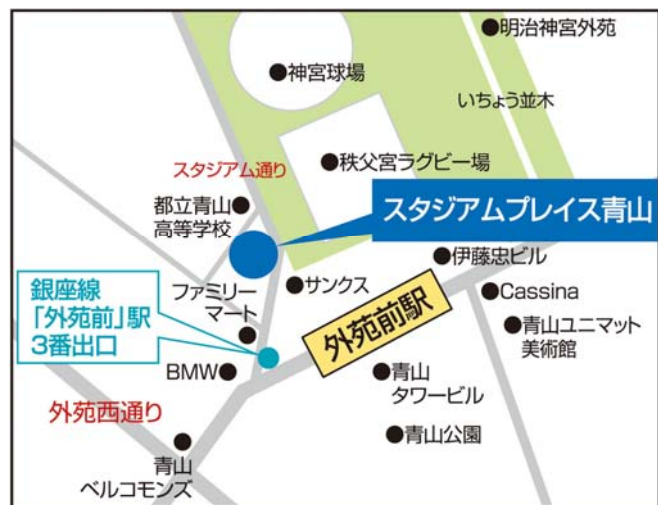 明治神宮外苑
神宮球場
いちょう並木
秩父宮ラグビー場
スタジアム通り
都立青山
高等学校
スタジアムプレイス青山
伊藤忠ビル
銀座線
「外苑前」駅
3番出口
ファミリー
マート
サンクス
Cassina
外苑前駅
青山ユニマット
美術館
BMW
青山
タワービル
外苑西通り
青山公園
青山
ベルコモンズ